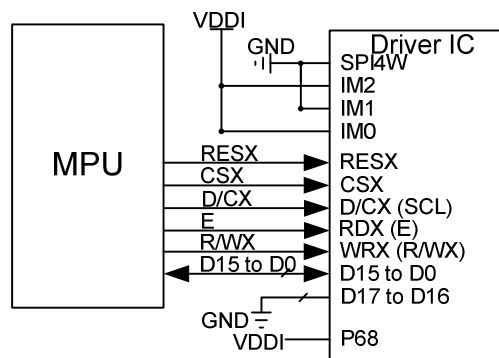 VDDI
GND
Driver IC
SPI4W
IM2
IM1
IM0
MPU
RESX
RESX
CSX
CSX
D/CX
D/CX (SCL)
E
RDX (E)
R/WX
WRX (R/WX)
D15 to D0
D15 to D0
D17 to D16
GND
VDDI
P68